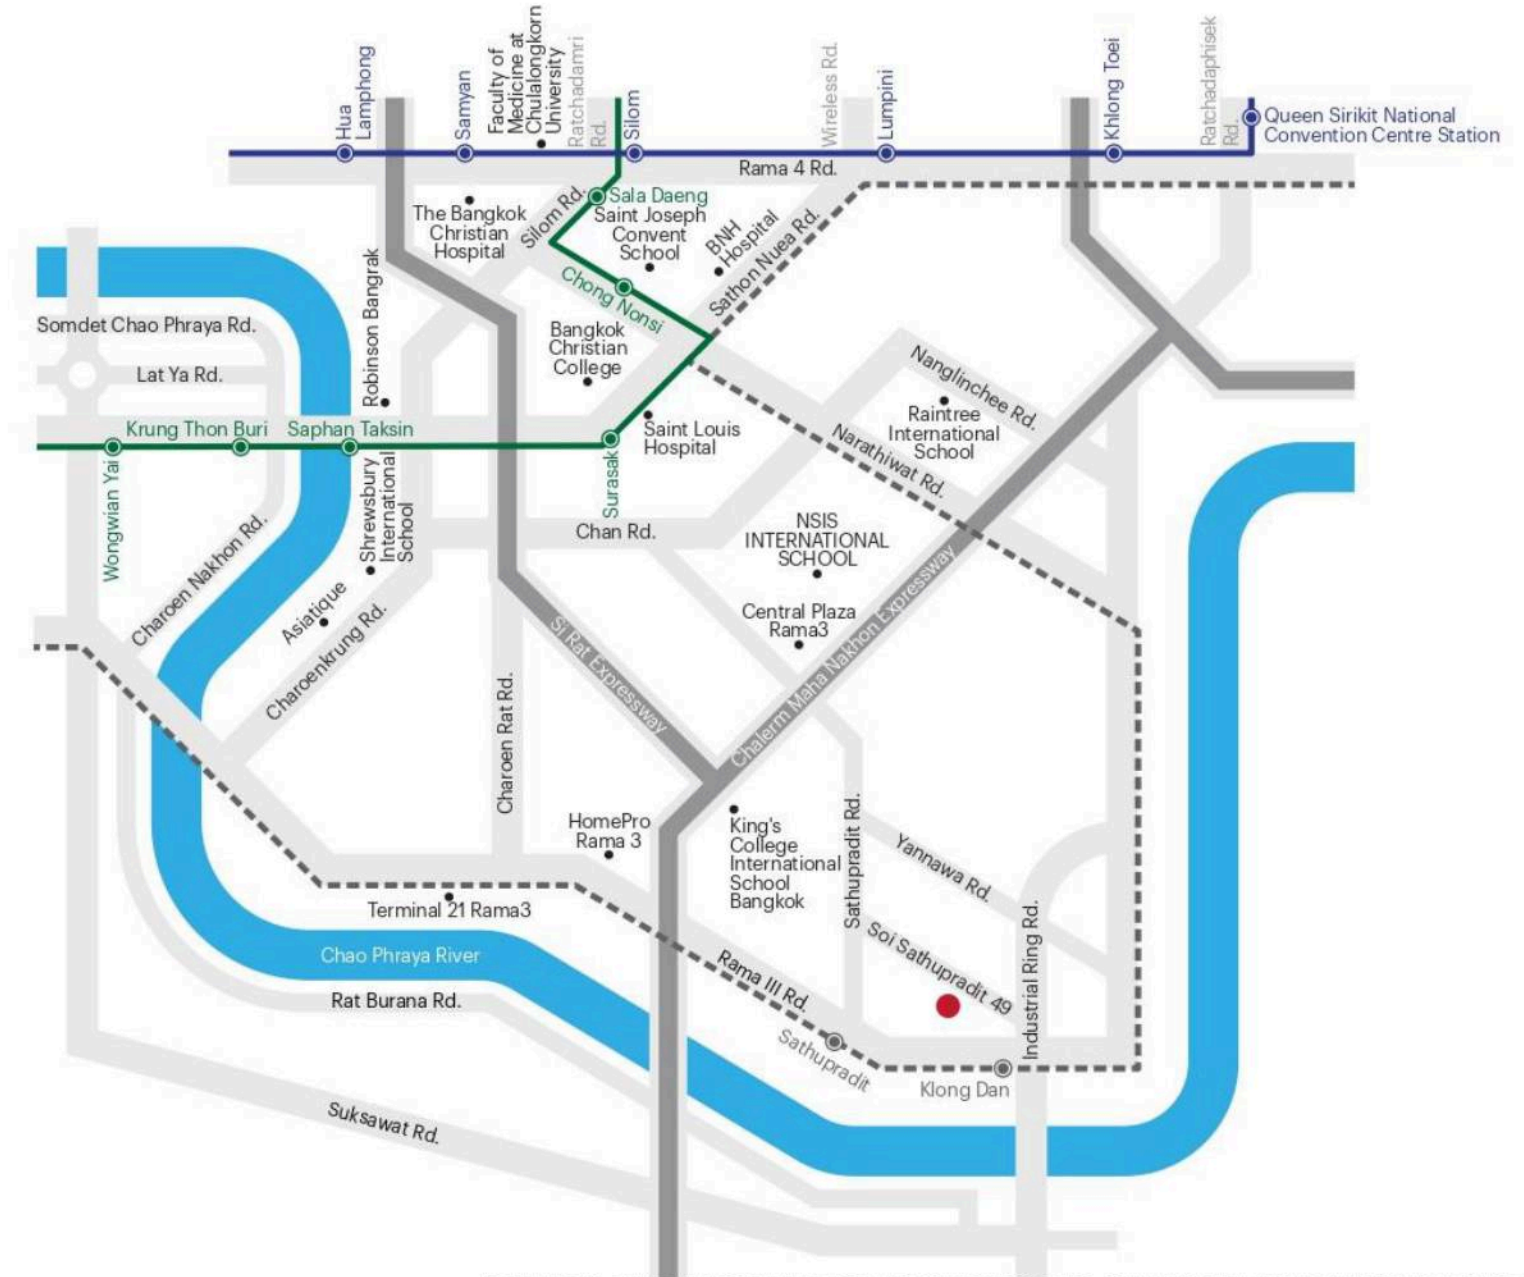 Hua
Lamphong
Samyan
Faculty of
Medicine at
Chulalongkorn
University
Ratchadamri
Rd.
Silom
Wireless Rd.
Lumpini
Khlong Toei
Ratchadaphisek
Rd.
Queen Sirikit National
Convention Centre Station
Rama 4 Rd.
The Bangkok
Christian
Hospital
Silom Rd.
Sala Daeng
Saint Joseph
Convent
School
BNH
Hospital
Sathon Nuea Rd.
Chong Nonsi
Robinson Bangrak
Somdet Chao Phraya Rd.
Lat Ya Rd.
Bangkok
Christian
College
Nanglinchee Rd.
Raintree
International
School
Krung Thon Buri
Saphan Taksin
Saint Louis
Hospital
Narathiwat Rd.
Wongwian Yai
Surasak
Shrewsbury
International
School
Chan Rd.
NSIS
INTERNATIONAL
SCHOOL
Charoen Nakhon Rd.
Asiatique
Charoenkrung Rd.
Central Plaza
Rama3
Si Rat Expressway
Chalerm Maha Nakhon Expressway
Charoen Rat Rd.
HomePro
Rama 3
King's
College
International
School
Bangkok
Sathupradit Rd.
Yannawa Rd.
Terminal 21 Rama3
Soi Sathupradit 49
Industrial Ring Rd.
Chao Phraya River
Rama III Rd.
Rat Burana Rd.
Sathupradit
Klong Dan
Suksawat Rd.